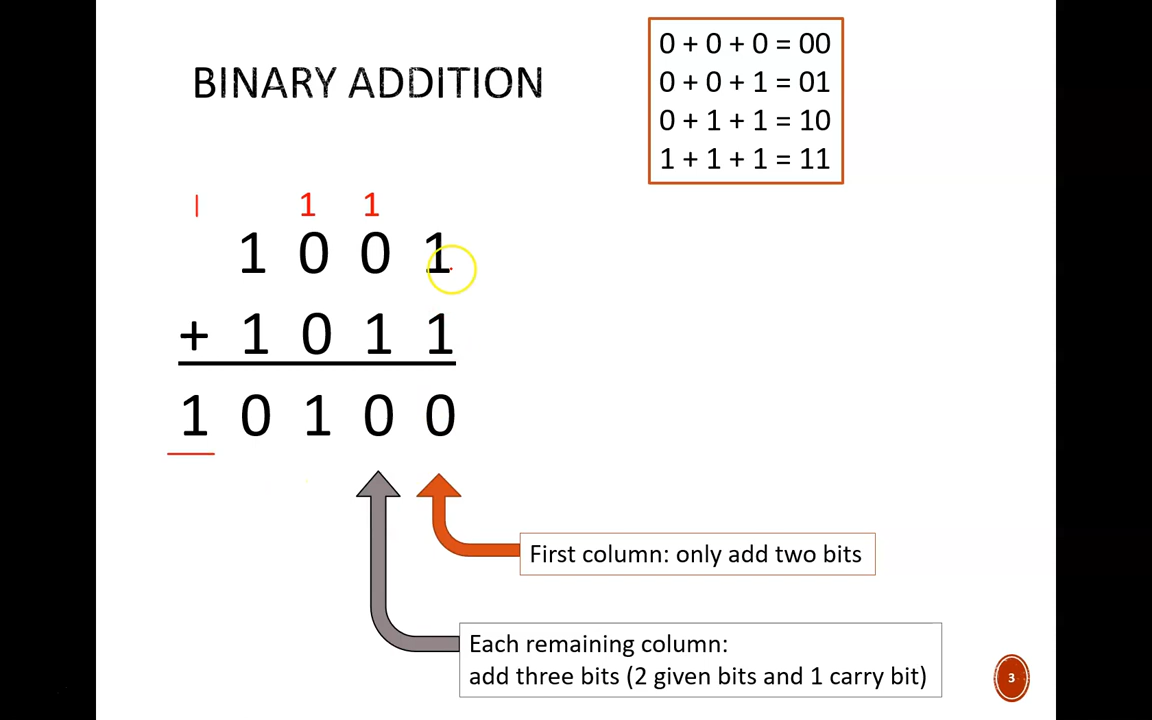 BINARY ADDITION
0 + 0 + 0 = 00
0 + 0 + 1 = 01
0 + 1 + 1 = 10
1 + 1 + 1 = 11
1 1 1
1 0 0 1
+ 1 0 1 1
1 0 1 0 0
First column: only add two bits
Each remaining column:
add three bits (2 given bits and 1 carry bit)
3